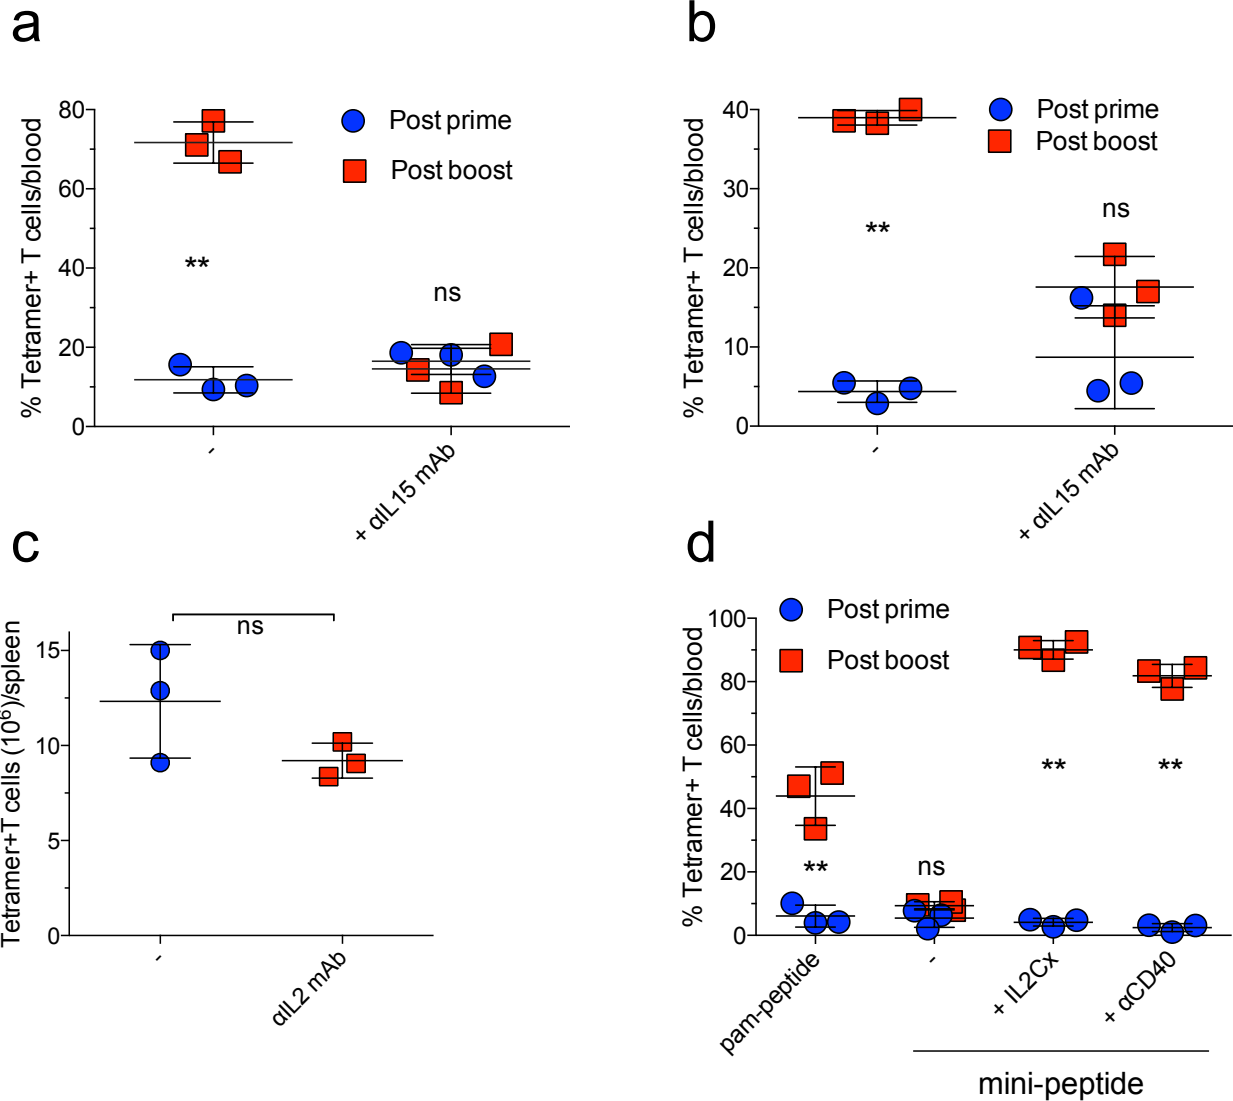 a
80
60
40
20
0
% Tetramer+ T cells/blood
Post prime
Post boost
**
ns
-
+ αIL15 mAb
b
40
30
20
10
0
% Tetramer+ T cells/blood
Post prime
Post boost
**
ns
-
+ αIL15 mAb
c
15
10
5
0
Tetramer+T cells (10⁶)/spleen
ns
-
αIL2 mAb
d
100
80
60
40
20
0
% Tetramer+ T cells/blood
Post prime
Post boost
**
ns
**
**
pam-peptide
-
+ IL2Cx
+ αCD40
mini-peptide